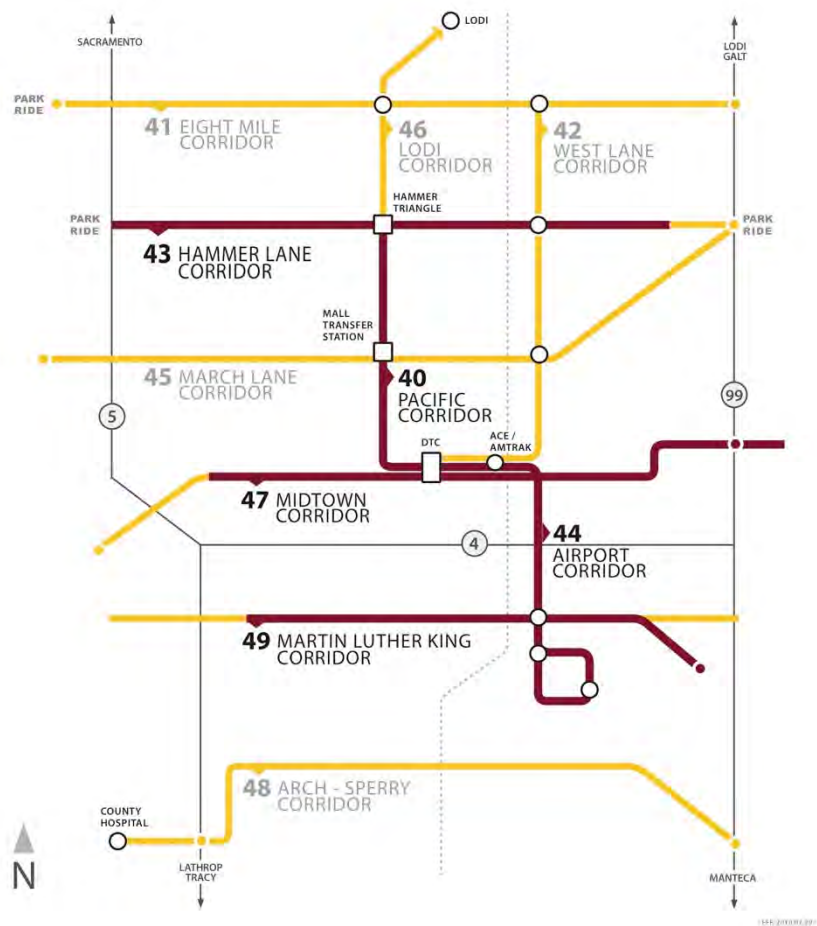 LODI
SACRAMENTO
LODI
GALT
PARK
RIDE
41 EIGHT MILE
CORRIDOR
46
LODI
CORRIDOR
42
WEST LANE
CORRIDOR
HAMMER
TRIANGLE
PARK
RIDE
PARK
RIDE
43 HAMMER LANE
CORRIDOR
MALL
TRANSFER
STATION
45 MARCH LANE
CORRIDOR
40
PACIFIC
CORRIDOR
5
99
DTC
ACE /
AMTRAK
47 MIDTOWN
CORRIDOR
4
44
AIRPORT
CORRIDOR
49 MARTIN LUTHER KING
CORRIDOR
48 ARCH - SPERRY
CORRIDOR
COUNTY
HOSPITAL
N
LATHROP
TRACY
MANTECA